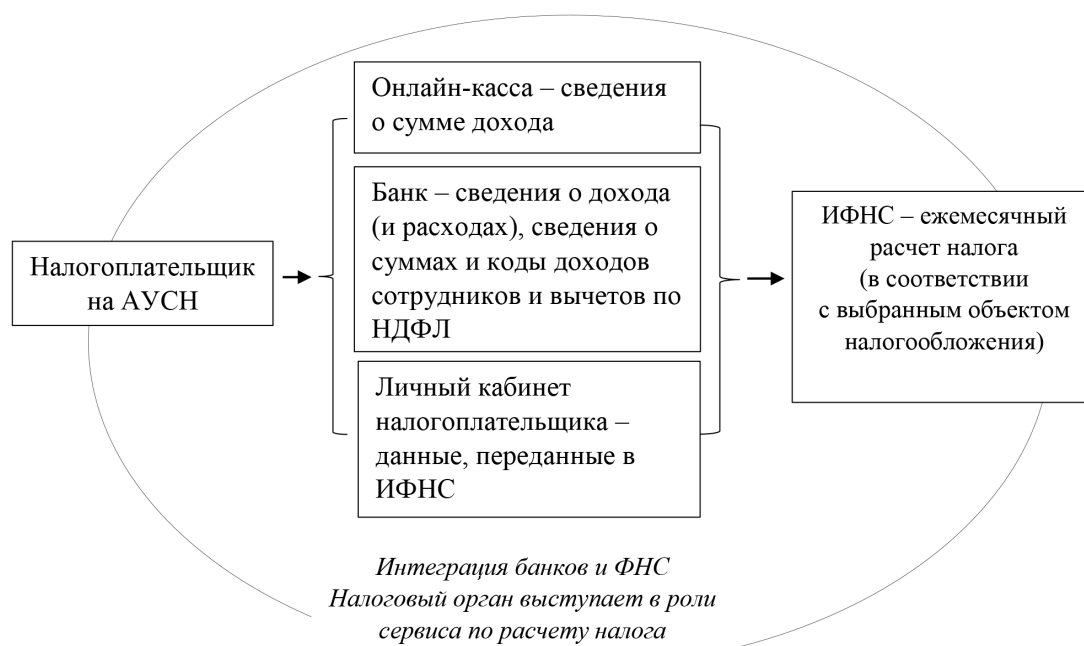 Налогоплательщик
на АУСН
Онлайн-касса – сведения
о сумме дохода
Банк – сведения о дохода
(и расходах), сведения о
суммах и коды доходов
сотрудников и вычетов по
НДФЛ
Личный кабинет
налогоплательщика –
данные, переданные в
ИФНС
ИФНС – ежемесячный
расчет налога
(в соответствии
с выбранным объектом
налогообложения)
Интеграция банков и ФНС
Налоговый орган выступает в роли
сервиса по расчету налога